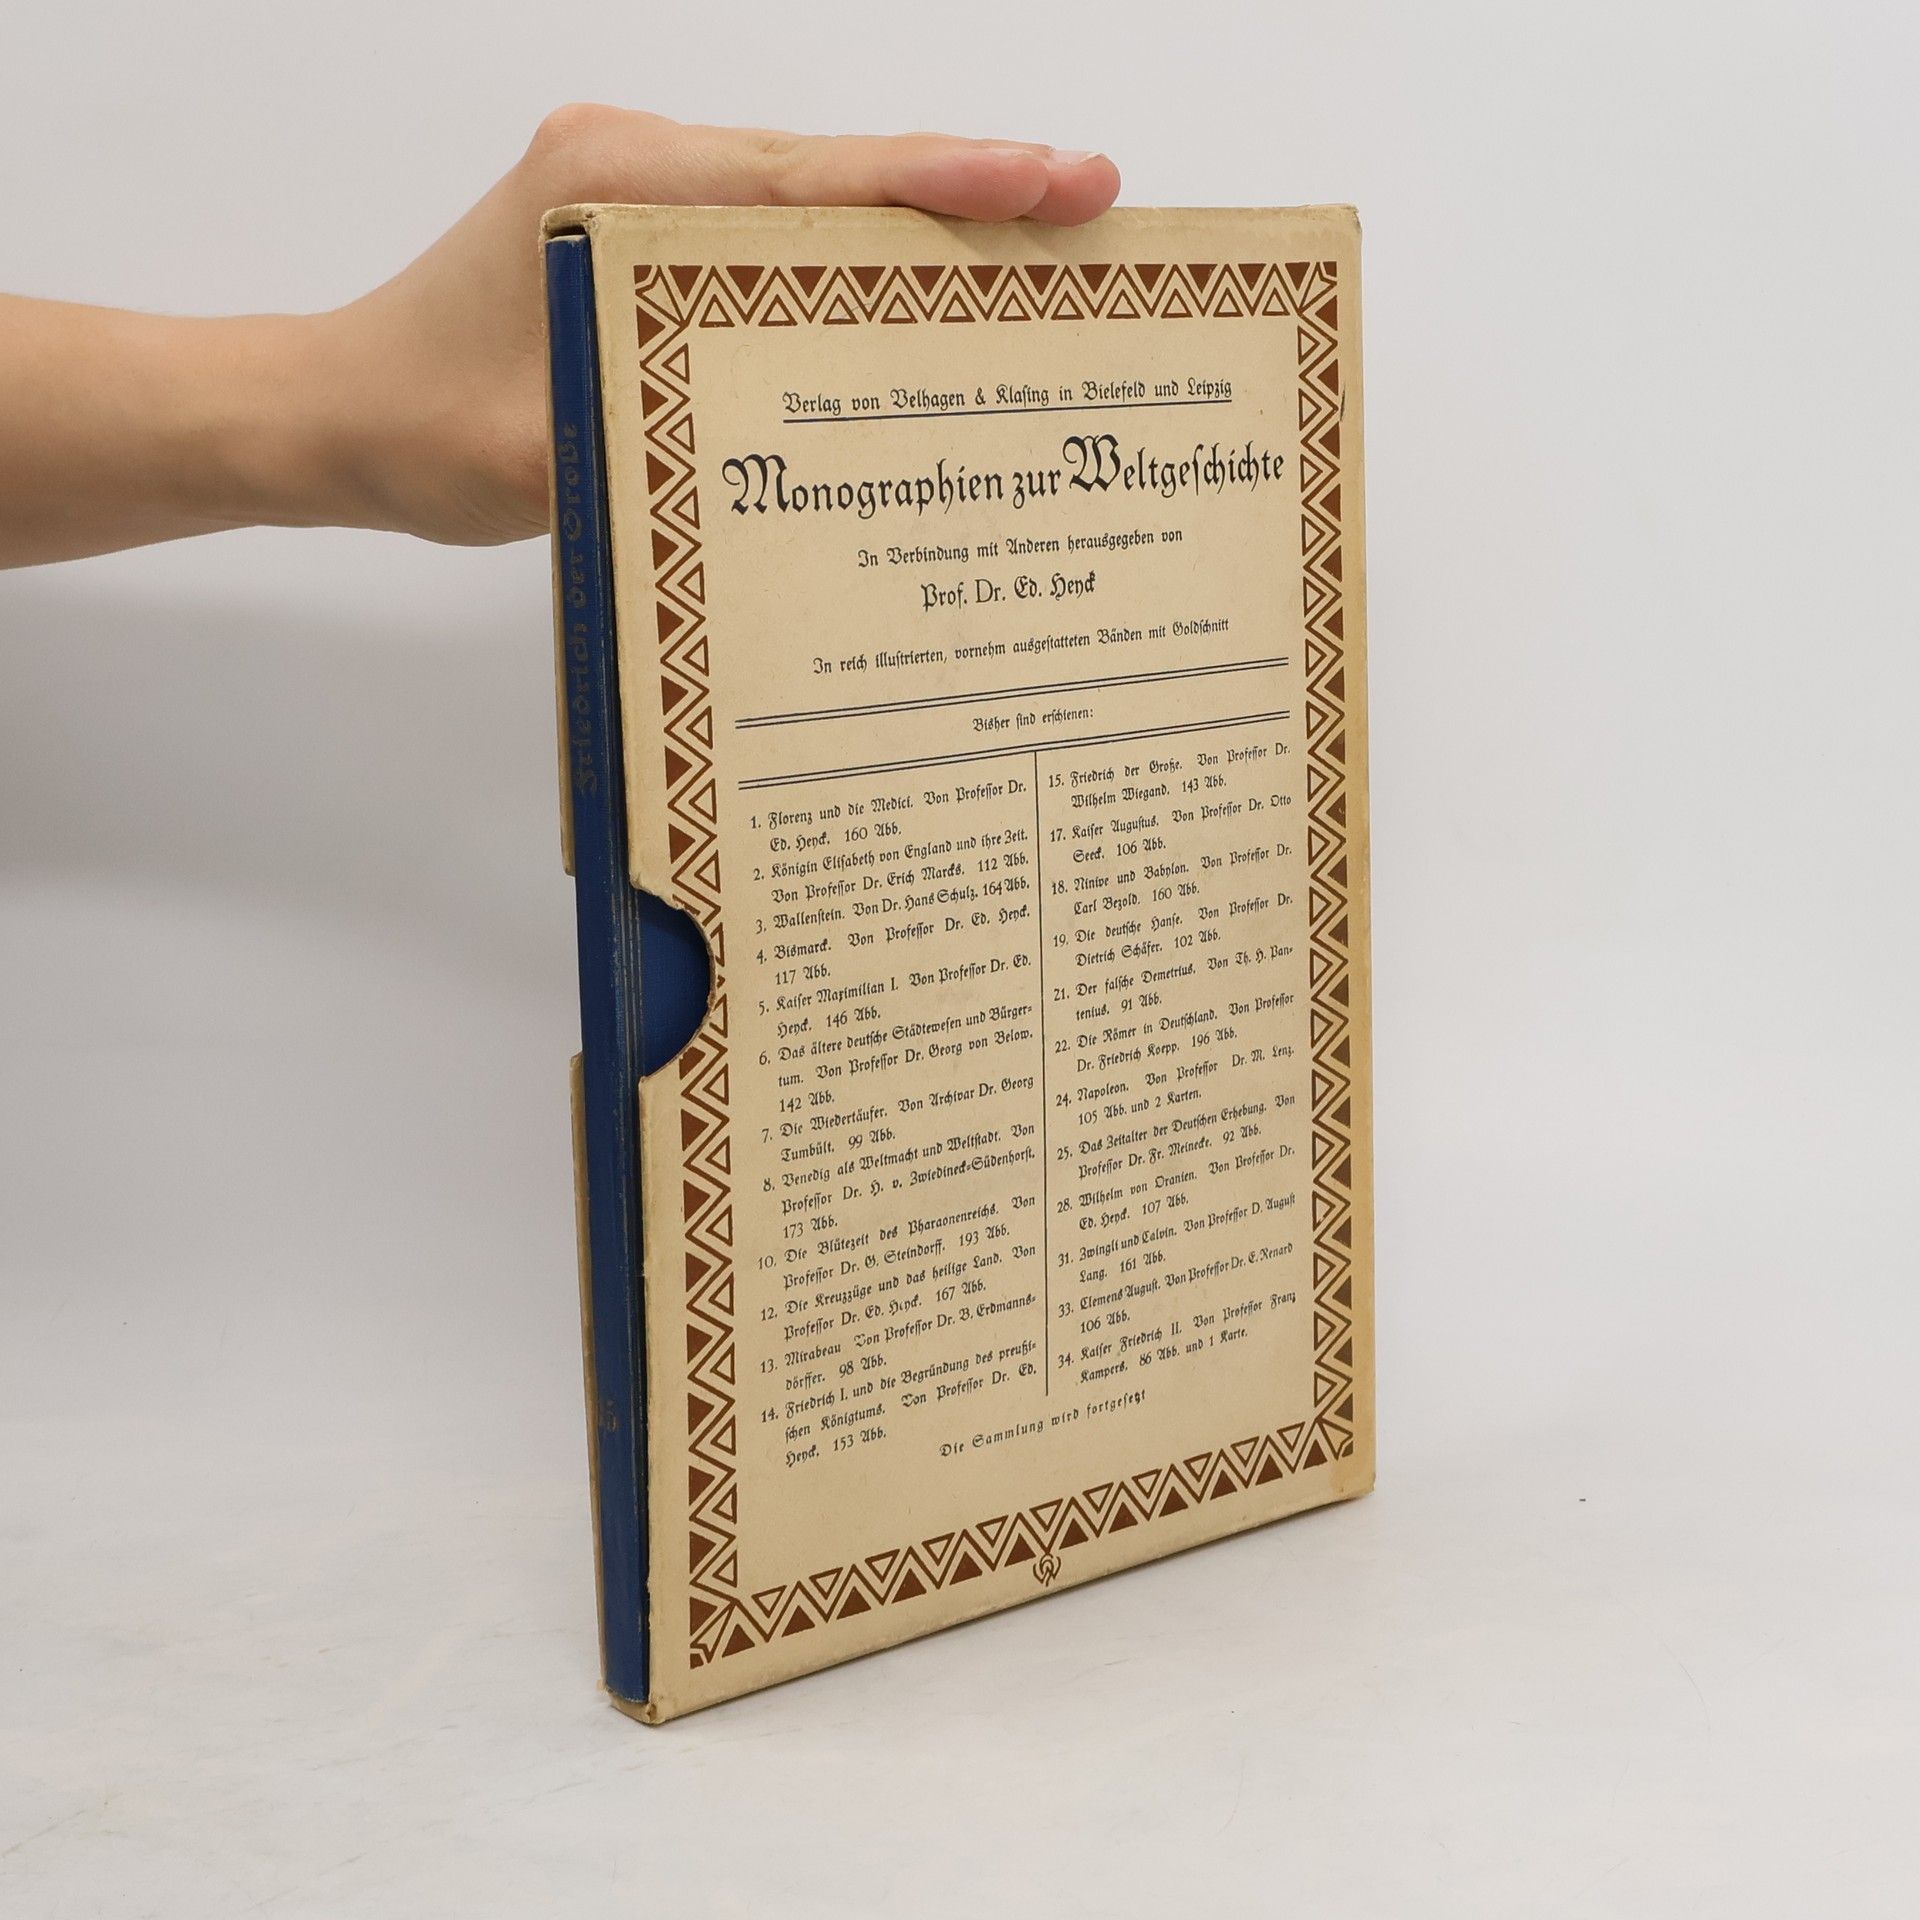 Friedrich der Große
15
Verlag von Velhagen & Klasing in Bielefeld und Leipzig
Monographien zur Weltgeschichte
In Verbindung mit Anderen herausgegeben von
Prof. Dr. Ed. Heyck
In reich illustrierten, vornehm ausgestatteten Bänden mit Goldschnitt
Bisher sind erschienen:
1. Florenz und die Medici. Von Professor Dr.
Ed. Heyck. 160 Abb.
2. Königin Elisabeth von England und ihre Zeit.
Von Professor Dr. Erich Marcks. 112 Abb.
3. Wallenstein. Von Dr. Hans Schulz. 164 Abb.
4. Bismarck. Von Professor Dr. Ed. Heyck.
117 Abb.
5. Kaiser Maximilian I. Von Professor Dr. Ed.
Heyck. 146 Abb.
6. Das ältere deutsche Städtewesen und Bürger-
tum. Von Professor Dr. Georg von Below.
142 Abb.
7. Die Wiedertäufer. Von Archivar Dr. Georg
Tumbült. 99 Abb.
8. Venedig als Weltmacht und Weltstadt. Von
Professor Dr. H. v. Zwiedineck-Südenhorst.
173 Abb.
10. Die Blütezeit des Pharaonenreichs. Von
Professor Dr. G. Steindorff. 193 Abb.
12. Die Kreuzzüge und das heilige Land. Von
Professor Dr. Ed. Heyck. 167 Abb.
13. Mirabeau Von Professor Dr. B. Erdmanns-
dörffer. 98 Abb.
14. Friedrich I. und die Begründung des preußi-
schen Königtums. Von Professor Dr. Ed.
Heyck. 153 Abb.
15. Friedrich der Große. Von Professor Dr.
Wilhelm Wiegand. 143 Abb.
17. Kaiser Augustus. Von Professor Dr. Otto
Seeck. 106 Abb.
18. Ninive und Babylon. Von Professor Dr.
Carl Bezold. 160 Abb.
19. Die deutsche Hanse. Von Professor Dr.
Dietrich Schäfer. 102 Abb.
21. Der falsche Demetrius. Von Th. H. Pan-
tenius. 91 Abb.
22. Die Römer in Deutschland. Von Professor
Dr. Friedrich Koepp. 196 Abb.
24. Napoleon. Von Professor Dr. M. Lenz.
105 Abb. und 2 Karten.
25. Das Zeitalter der Deutschen Erhebung. Von
Professor Dr. Fr. Meinecke. 92 Abb.
28. Wilhelm von Oranien. Von Professor Dr.
Ed. Heyck. 107 Abb.
31. Zwingli und Calvin. Von Professor D. August
Lang. 161 Abb.
33. Clemens August. Von Professor Dr. E. Renard
106 Abb.
34. Kaiser Friedrich II. Von Professor Franz
Kampers. 86 Abb. und 1 Karte.
Die Sammlung wird fortgesetzt